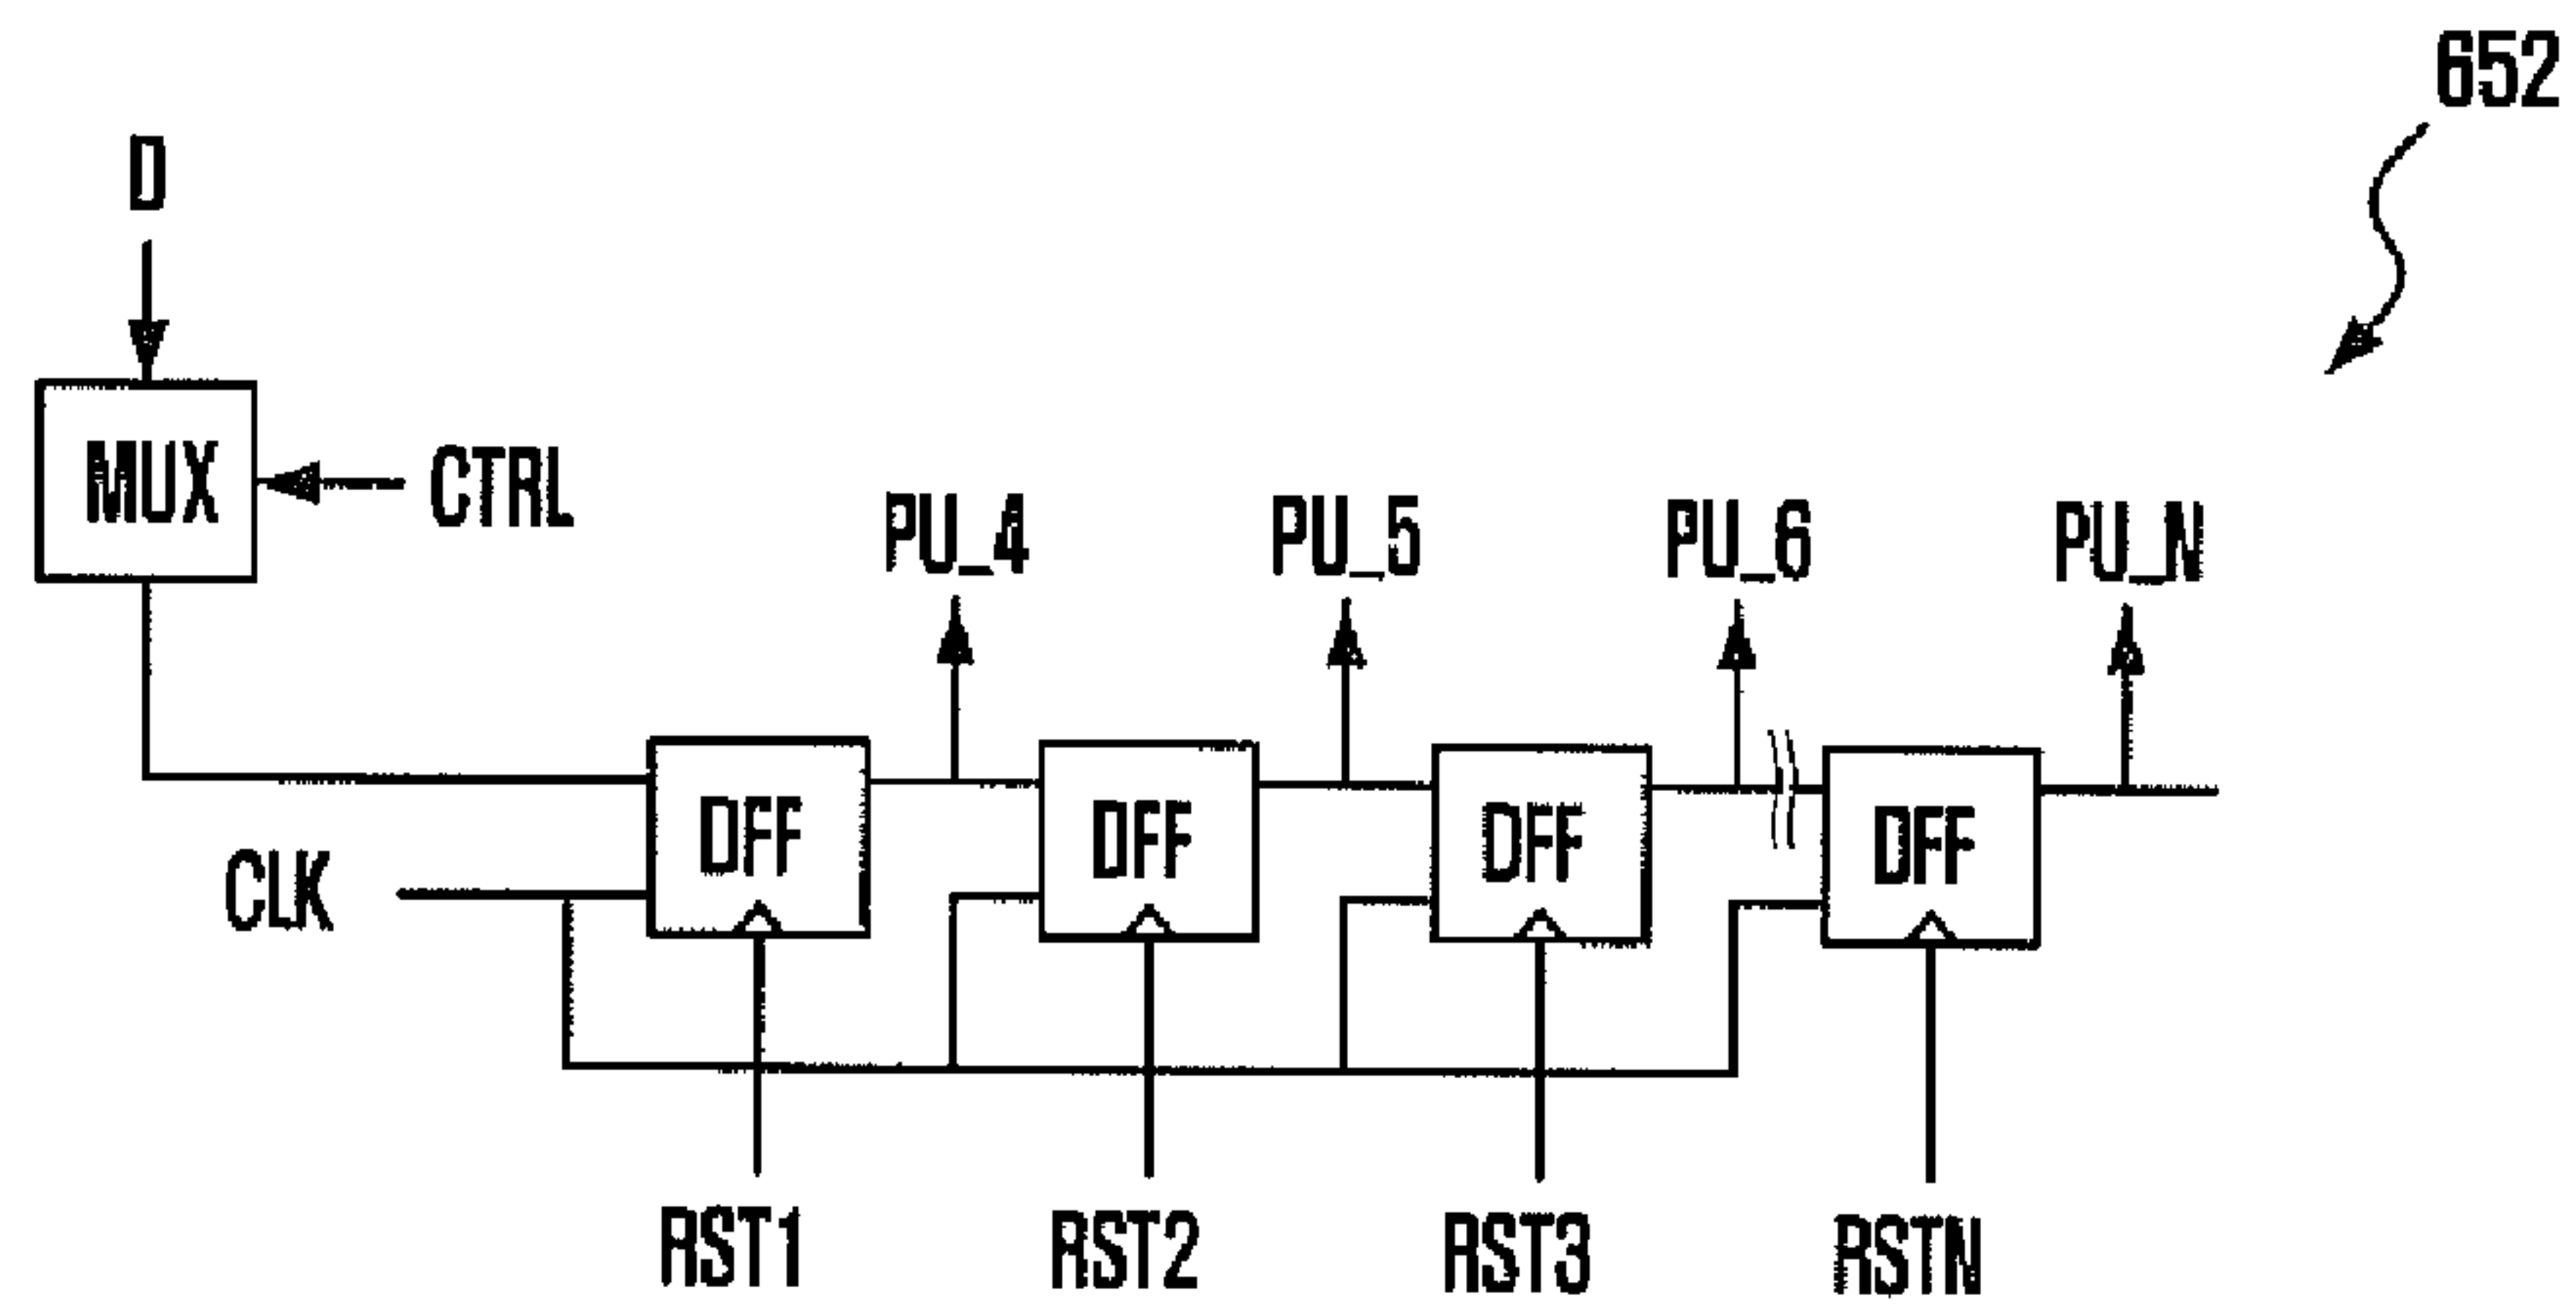 652
D
MUX
CTRL
PU_4
PU_5
PU_6
PU_N
DFF
DFF
DFF
DFF
CLK
RST1
RST2
RST3
RSTN